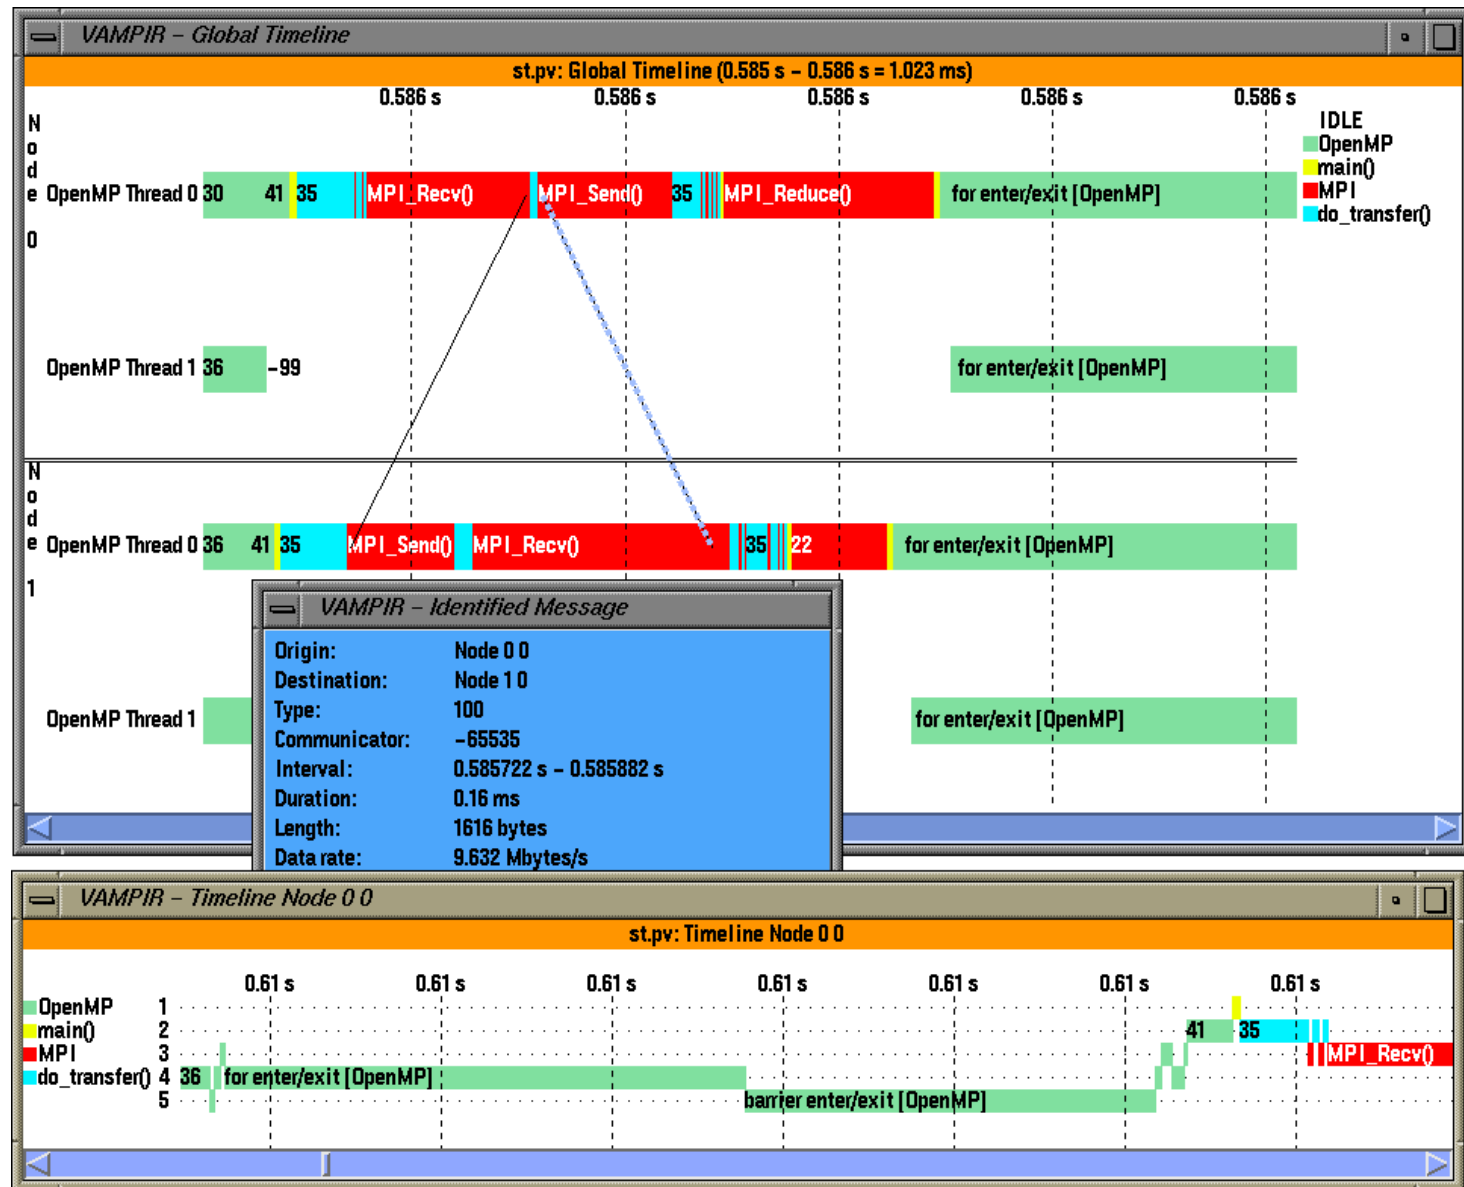 VAMPIR – Global Timeline
st.pv: Global Timeline (0.585 s – 0.586 s = 1.023 ms)
0.586 s 0.586 s 0.586 s 0.586 s 0.586 s
IDLE
OpenMP
main()
MPI
do_transfer()
Node 0
OpenMP Thread 0 30 41 35 MPI_Recv() MPI_Send() 35 MPI_Reduce() for enter/exit [OpenMP]
OpenMP Thread 1 36 -99 for enter/exit [OpenMP]
Node 1
OpenMP Thread 0 36 41 35 MPI_Send() MPI_Recv() 35 22 for enter/exit [OpenMP]
OpenMP Thread 1 for enter/exit [OpenMP]
VAMPIR – Identified Message
Origin: Node 0 0
Destination: Node 1 0
Type: 100
Communicator: -65535
Interval: 0.585722 s – 0.585882 s
Duration: 0.16 ms
Length: 1616 bytes
Data rate: 9.632 Mbytes/s
VAMPIR – Timeline Node 0 0
st.pv: Timeline Node 0 0
0.61 s 0.61 s 0.61 s 0.61 s 0.61 s 0.61 s 0.61 s
OpenMP 1
main() 2 41 35
MPI 3 MPI_Recv()
do_transfer() 4 36 for enter/exit [OpenMP]
5 barrier enter/exit [OpenMP]